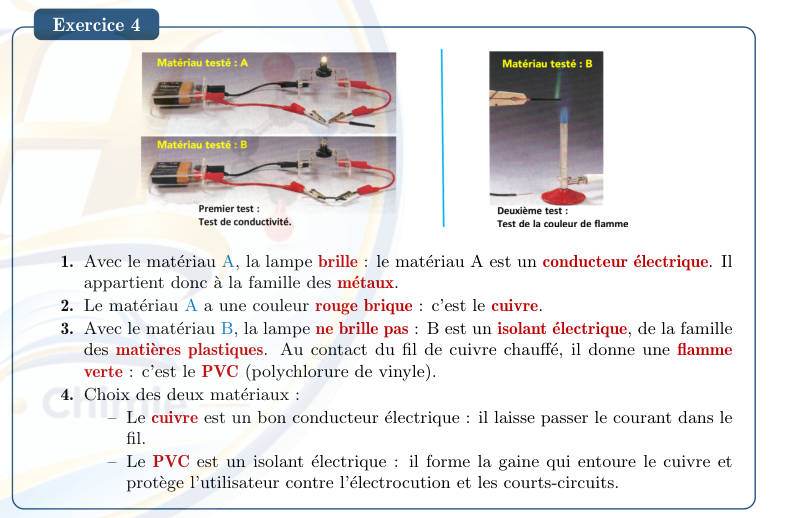 Exercice 4
Matériau testé : A
Matériau testé : B
Matériau testé : B
Premier test :
Test de conductivité.
Deuxième test :
Test de la couleur de flamme
1. Avec le matériau A, la lampe brille : le matériau A est un conducteur électrique. Il
appartient donc à la famille des métaux.
2. Le matériau A a une couleur rouge brique : c'est le cuivre.
3. Avec le matériau B, la lampe ne brille pas : B est un isolant électrique, de la famille
des matières plastiques. Au contact du fil de cuivre chauffé, il donne une flamme
verte : c'est le PVC (polychlorure de vinyle).
4. Choix des deux matériaux :
– Le cuivre est un bon conducteur électrique : il laisse passer le courant dans le
fil.
– Le PVC est un isolant électrique : il forme la gaine qui entoure le cuivre et
protège l'utilisateur contre l'électrocution et les courts-circuits.
Chimie